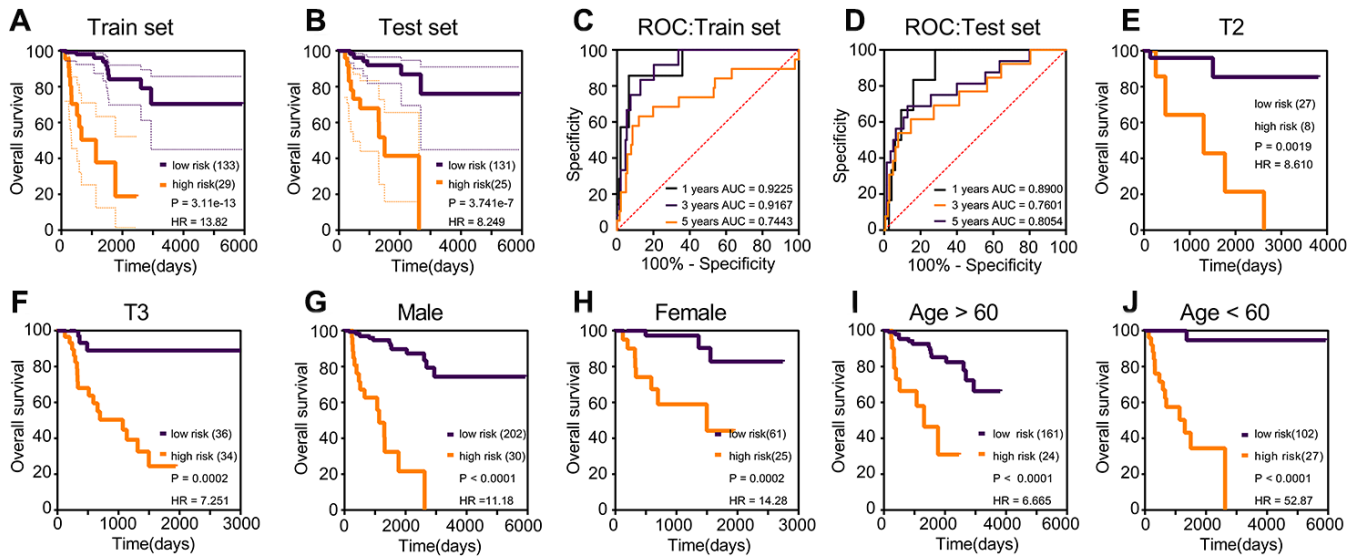 A
Train set
Overall survival
100
80
60
40
20
0
low risk (133)
high risk(29)
P = 3.11e-13
HR = 13.82
0 2000 4000 6000
Time(days)
B
Test set
Overall survival
100
80
60
40
20
0
low risk (131)
high risk(25)
P = 3.741e-7
HR = 8.249
0 2000 4000 6000
Time(days)
C
ROC:Train set
Specificity
100
80
60
40
20
0
1 years AUC = 0.9225
3 years AUC = 0.9167
5 years AUC = 0.7443
0 20 40 60 80 100
100% - Specificity
D
ROC:Test set
Specificity
100
80
60
40
20
0
1 years AUC = 0.8900
3 years AUC = 0.7601
5 years AUC = 0.8054
0 20 40 60 80 100
100% - Specificity
E
T2
Overall survival
100
80
60
40
20
0
low risk (27)
high risk (8)
P = 0.0019
HR = 8.610
0 1000 2000 3000 4000
Time(days)
F
T3
Overall survival
100
80
60
40
20
0
low risk (36)
high risk (34)
P = 0.0002
HR = 7.251
0 1000 2000 3000
Time(days)
G
Male
Overall survival
100
80
60
40
20
0
low risk (202)
high risk (30)
P < 0.0001
HR =11.18
0 2000 4000 6000
Time(days)
H
Female
Overall survival
100
80
60
40
20
0
low risk(61)
high risk(25)
P = 0.0002
HR = 14.28
0 1000 2000 3000
Time(days)
I
Age > 60
Overall survival
100
80
60
40
20
0
low risk (161)
high risk (24)
P < 0.0001
HR = 6.665
0 2000 4000 6000
Time(days)
J
Age < 60
Overall survival
100
80
60
40
20
0
low risk(102)
high risk(27)
P <0.0001
HR = 52.87
0 2000 4000 6000
Time(days)